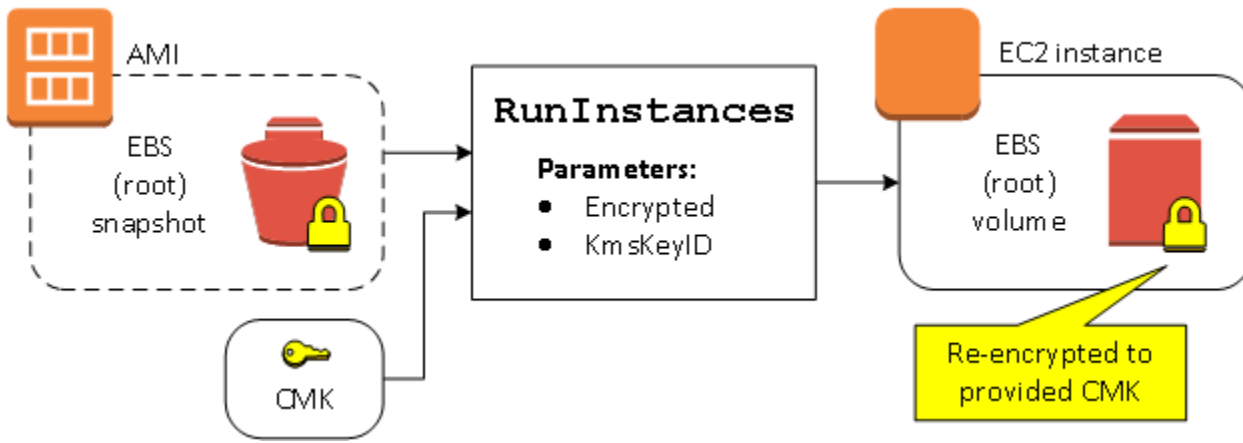 AMI
EBS
(root)
snapshot
CMK
RunInstances
Parameters:
● Encrypted
● KmsKeyID
EC2 instance
EBS
(root)
volume
Re-encrypted to
provided CMK